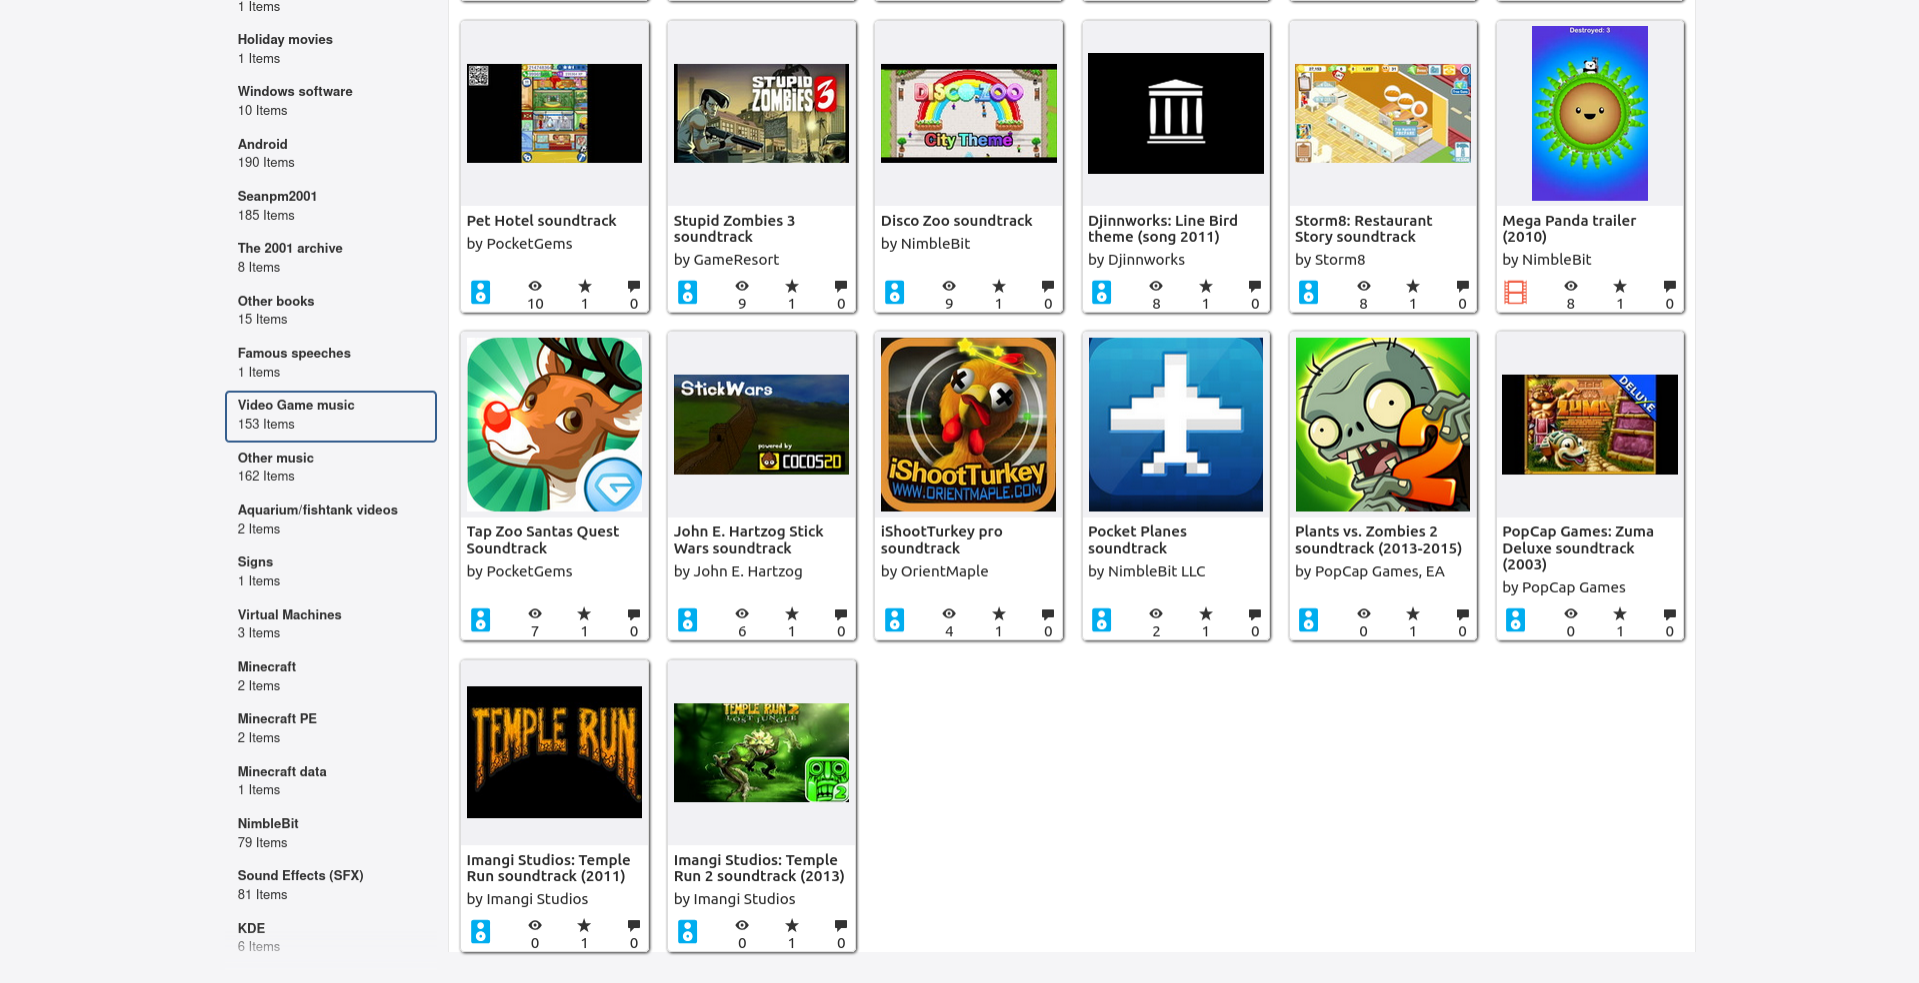 1 Items
Holiday movies
1 Items
Windows software
10 Items
Android
190 Items
Seanpm2001
185 Items
The 2001 archive
8 Items
Other books
15 Items
Famous speeches
1 Items
Video Game music
153 Items
Other music
162 Items
Aquarium/fishtank videos
2 Items
Signs
1 Items
Virtual Machines
3 Items
Minecraft
2 Items
Minecraft PE
2 Items
Minecraft data
1 Items
NimbleBit
79 Items
Sound Effects (SFX)
81 Items
KDE
6 Items
Pet Hotel soundtrack
by PocketGems
10 1 0
STUPID
ZOMBIES 3
Stupid Zombies 3
soundtrack
by GameResort
9 1 0
DISCO ZOO
City Theme
Disco Zoo soundtrack
by NimbleBit
9 1 0
Djinnworks: Line Bird
theme (song 2011)
by Djinnworks
8 1 0
Storm8: Restaurant
Story soundtrack
by Storm8
8 1 0
Destroyed: 3
Mega Panda trailer
(2010)
by NimbleBit
8 1 0
Tap Zoo Santas Quest
Soundtrack
by PocketGems
7 1 0
StickWars
powered by
COCOS2D
John E. Hartzog Stick
Wars soundtrack
by John E. Hartzog
6 1 0
iShootTurkey
WWW.ORIENTMAPLE.COM
iShootTurkey pro
soundtrack
by OrientMaple
4 1 0
Pocket Planes
soundtrack
by NimbleBit LLC
2 1 0
2
Plants vs. Zombies 2
soundtrack (2013-2015)
by PopCap Games, EA
0 1 0
DELUXE
ZUMA
PopCap Games: Zuma
Deluxe soundtrack
(2003)
by PopCap Games
0 1 0
TEMPLE RUN
Imangi Studios: Temple
Run soundtrack (2011)
by Imangi Studios
0 1 0
TEMPLE RUN 2
LOST JUNGLE
2
Imangi Studios: Temple
Run 2 soundtrack (2013)
by Imangi Studios
0 1 0